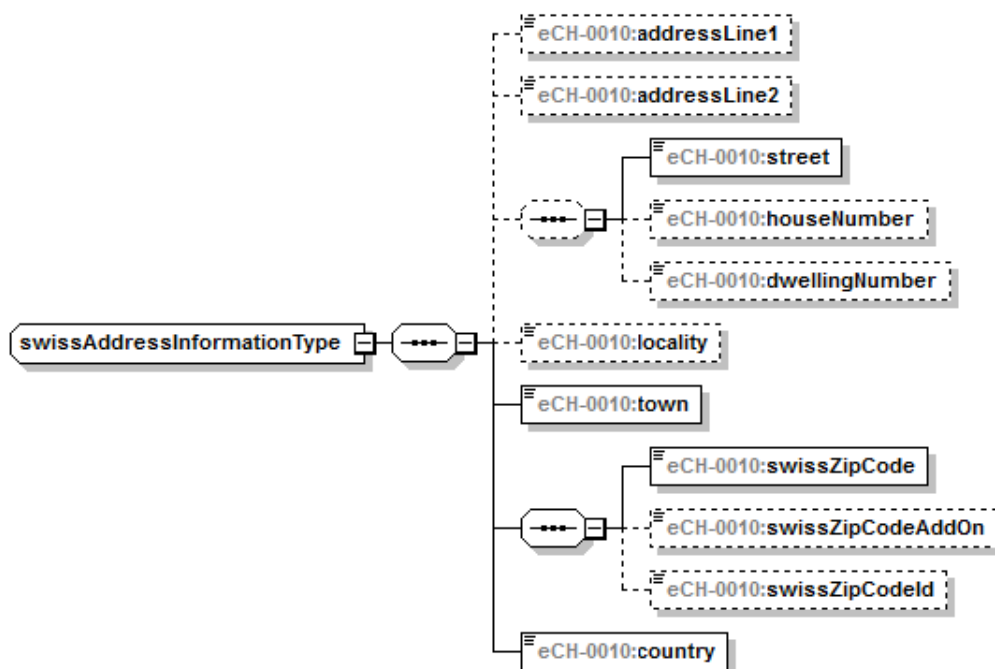 eCH-0010:addressLine1
eCH-0010:addressLine2
eCH-0010:street
eCH-0010:houseNumber
eCH-0010:dwellingNumber
swissAddressInformationType
eCH-0010:locality
eCH-0010:town
eCH-0010:swissZipCode
eCH-0010:swissZipCodeAddOn
eCH-0010:swissZipCodeId
eCH-0010:country